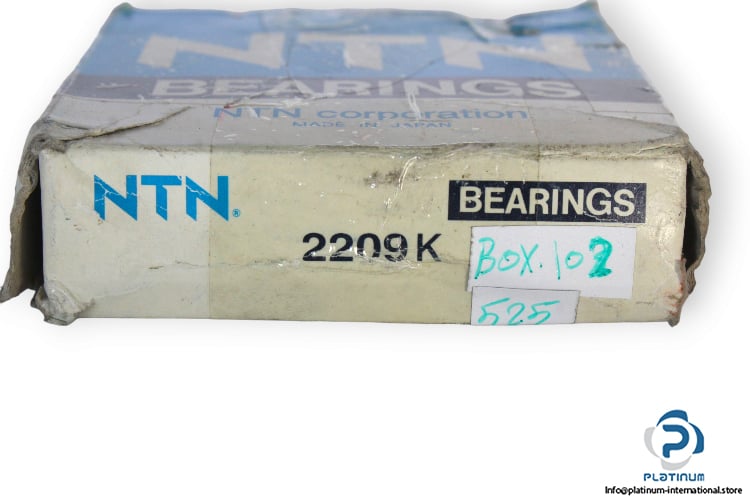 NTN
BEARINGS
NTN corporation
MADE IN JAPAN
NTN®
BEARINGS
2209K
BOX.102
525
PLATINUM
Info@platinum-international.store